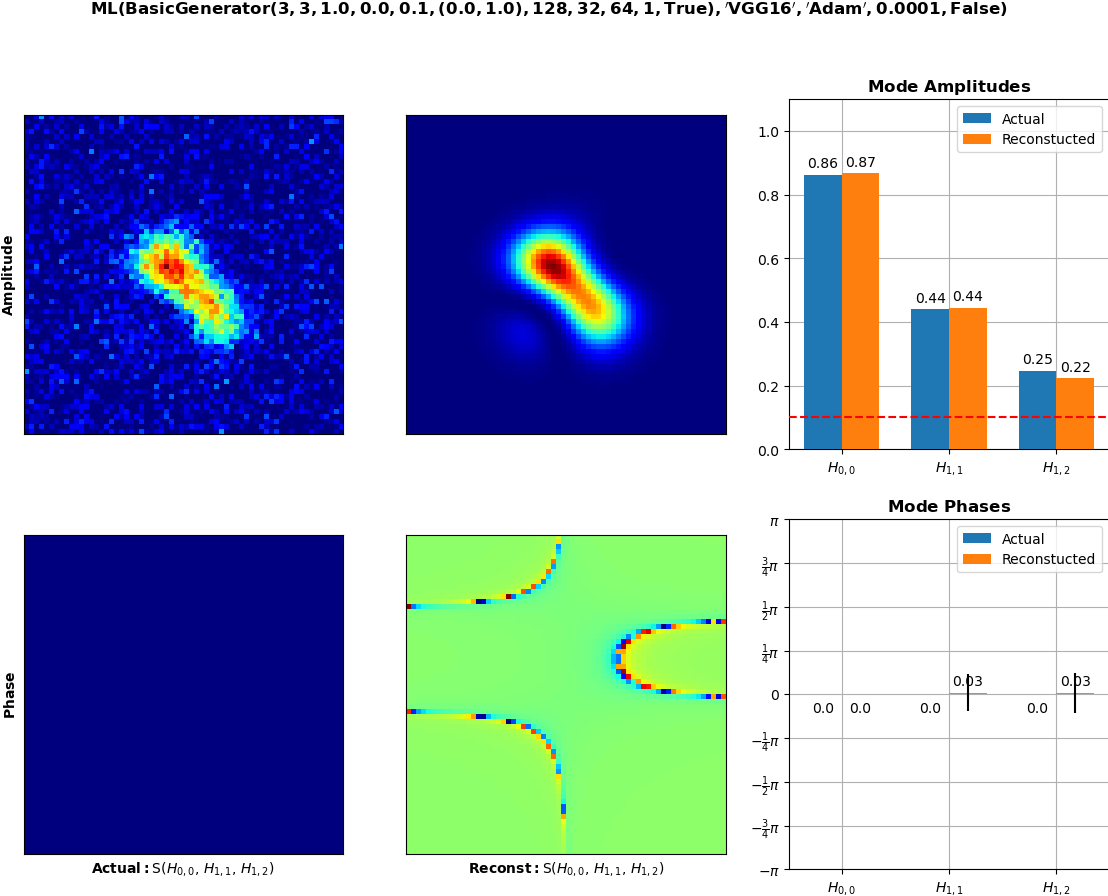 ML(BasicGenerator(3, 3, 1.0, 0.0, 0.1, (0.0, 1.0), 128, 32, 64, 1, True), ′VGG16′, ′Adam′, 0.0001, False)
Amplitude
Mode Amplitudes
Actual
Reconstucted
1.0
0.8
0.6
0.4
0.2
0.0
0.86
0.87
0.44
0.44
0.25
0.22
H0,0
H1,1
H1,2
Phase
Actual: S(H0,0, H1,1, H1,2)
Reconst: S(H0,0, H1,1, H1,2)
Mode Phases
Actual
Reconstucted
π
3/4π
1/2π
1/4π
0
−1/4π
−1/2π
−3/4π
−π
0.0
0.0
0.0
0.03
0.0
0.03
H0,0
H1,1
H1,2